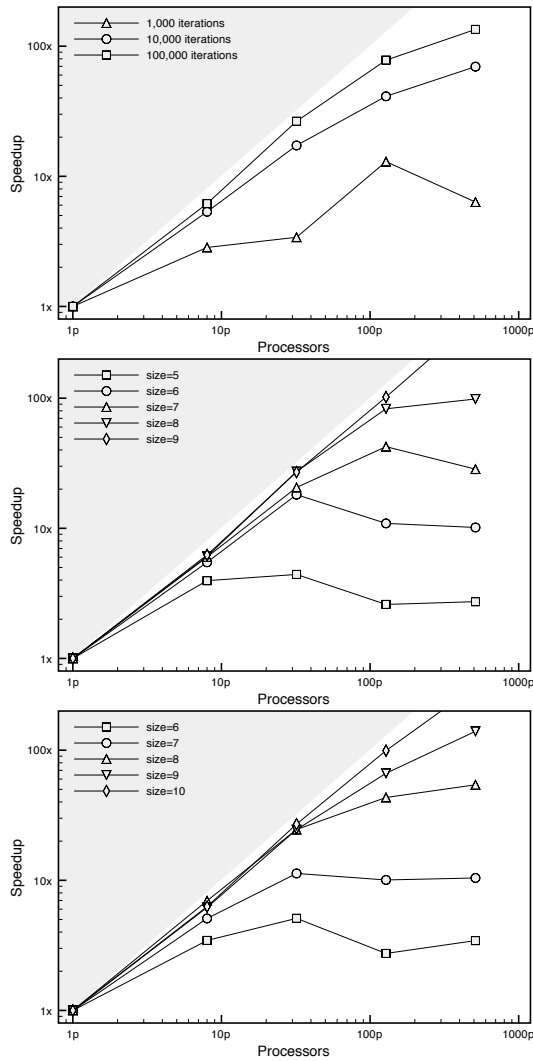 1,000 iterations
10,000 iterations
100,000 iterations
100x
10x
1x
Speedup
1p 10p 100p 1000p
Processors
size=5
size=6
size=7
size=8
size=9
100x
10x
1x
Speedup
1p 10p 100p 1000p
Processors
size=6
size=7
size=8
size=9
size=10
100x
10x
1x
Speedup
1p 10p 100p 1000p
Processors